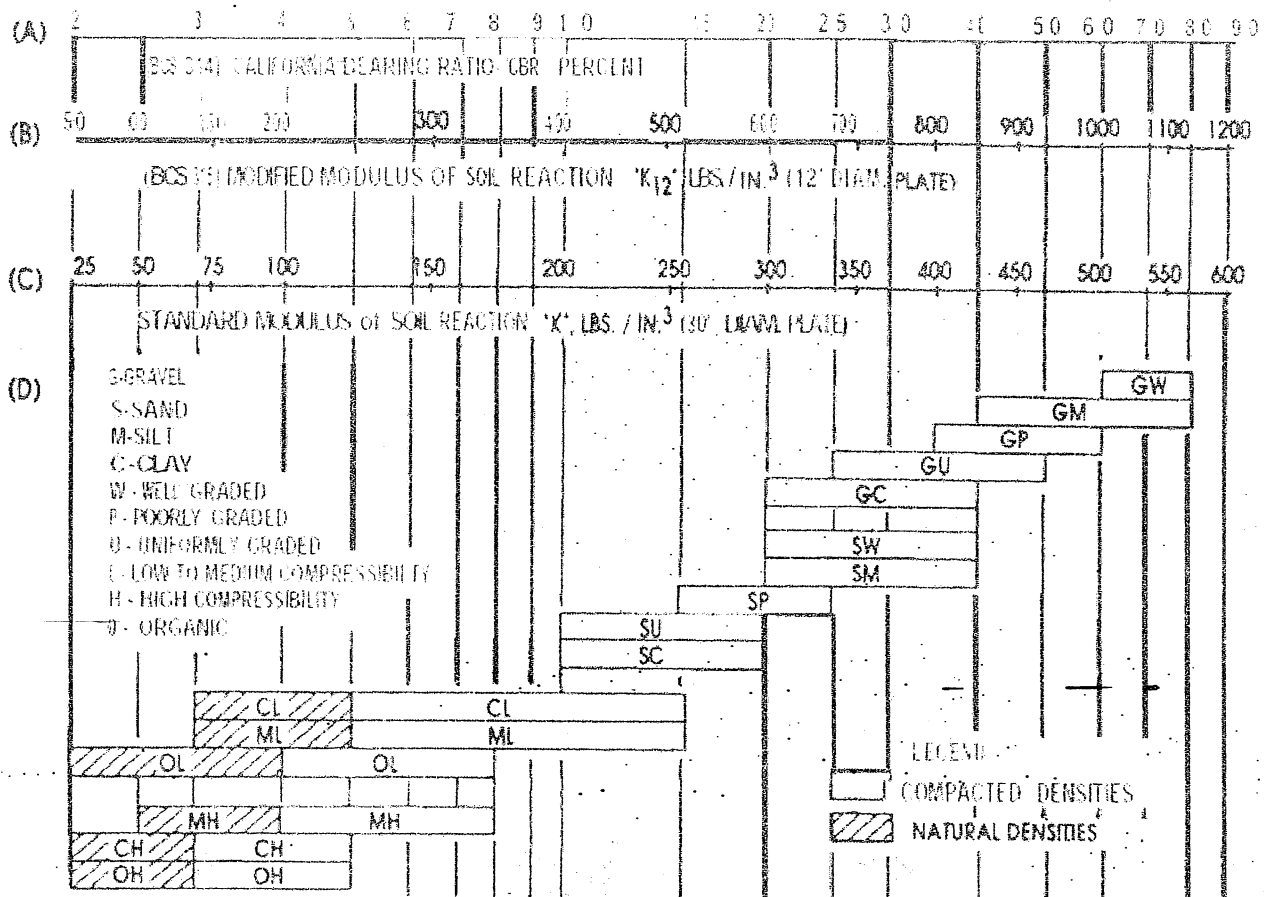 (A) 2 3 4 5 6 7 8 9 10 15 20 25 30 40 50 60 70 80 90
CALIFORNIA BEARING RATIO PERCENT
(B) 60 150 200 300 400 500 600 700 800 900 1000 1100 1200
MODIFIED MODULUS OF SOIL REACTION 'K12' LBS / IN.3 (12' DIAM. PLATE)
(C) 25 50 75 100 150 200 250 300 350 400 450 500 550 600
STANDARD MODULUS of SOIL REACTION 'K', LBS. / IN.3 (30', PLATE)
(D)
GRAVEL
S-SAND
M-SILT
C-CLAY
W - WELL GRADED
P - POORLY GRADED
U - UNIFORMLY GRADED
LOW TO MEDIUM COMPRESSIBILITY
H - HIGH COMPRESSIBILITY
ORGANIC
GW
GM
GP
GU
GC
SW
SM
SP
SU
SC
CL CL
ML ML
OL OL
MH MH
CH CH
OH OH
LEGEND
COMPACTED DENSITIES
NATURAL DENSITIES